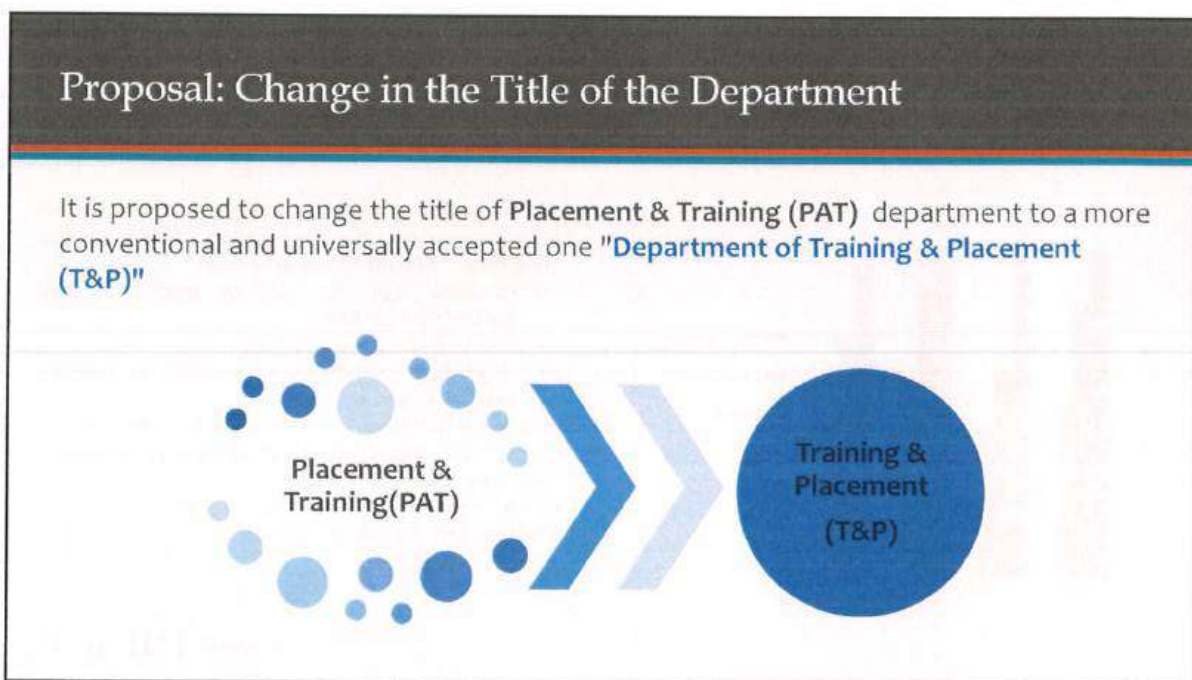 Proposal: Change in the Title of the Department
It is proposed to change the title of Placement & Training (PAT) department to a more
conventional and universally accepted one "Department of Training & Placement
(T&P)"
Placement &
Training(PAT)
Training &
Placement
(T&P)